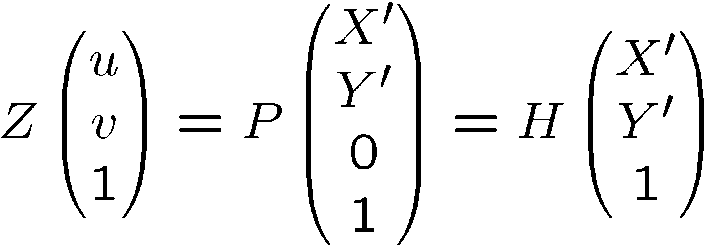 Z (u v 1) = P (X′ Y′ 0 1) = H (X′ Y′ 1)